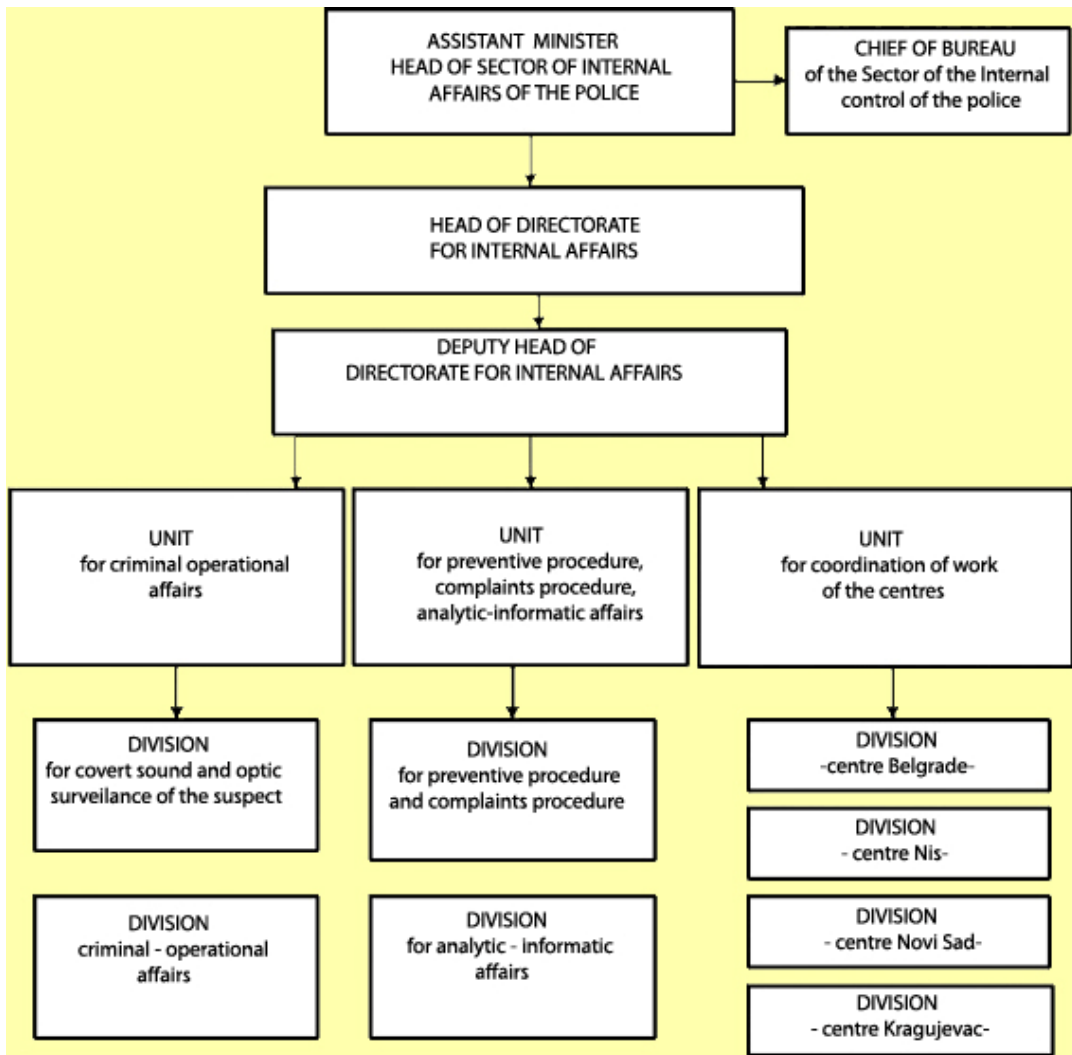 ASSISTANT MINISTER
HEAD OF SECTOR OF INTERNAL
AFFAIRS OF THE POLICE
CHIEF OF BUREAU
of the Sector of the Internal
control of the police
HEAD OF DIRECTORATE
FOR INTERNAL AFFAIRS
DEPUTY HEAD OF
DIRECTORATE FOR INTERNAL AFFAIRS
UNIT
for criminal operational
affairs
UNIT
for preventive procedure,
complaints procedure,
analytic-informatic affairs
UNIT
for coordination of work
of the centres
DIVISION
for covert sound and optic
surveilance of the suspect
DIVISION
criminal - operational
affairs
DIVISION
for preventive procedure
and complaints procedure
DIVISION
for analytic - informatic
affairs
DIVISION
-centre Belgrade-
DIVISION
- centre Nis-
DIVISION
- centre Novi Sad-
DIVISION
- centre Kragujevac-